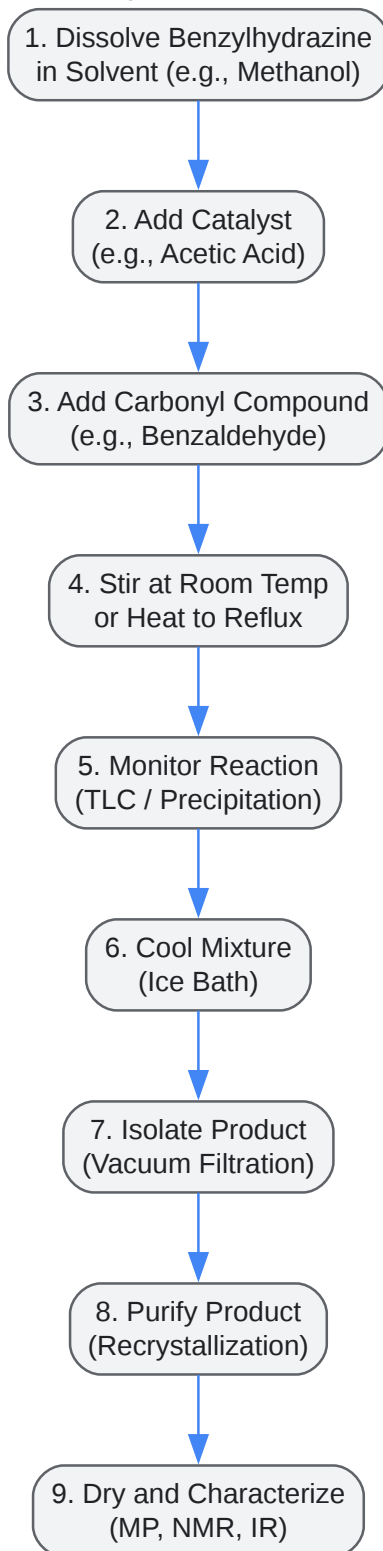 1. Dissolve Benzylhydrazine
in Solvent (e.g., Methanol)
2. Add Catalyst
(e.g., Acetic Acid)
3. Add Carbonyl Compound
(e.g., Benzaldehyde)
4. Stir at Room Temp
or Heat to Reflux
5. Monitor Reaction
(TLC / Precipitation)
6. Cool Mixture
(Ice Bath)
7. Isolate Product
(Vacuum Filtration)
8. Purify Product
(Recrystallization)
9. Dry and Characterize
(MP, NMR, IR)